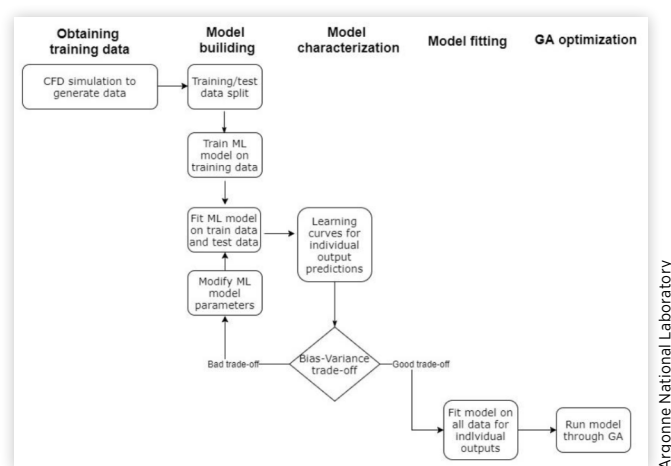 Obtaining
training data
Model
builiding
Model
characterization
Model fitting
GA optimization
CFD simulation to
generate data
Training/test
data split
Train ML
model on
training data
Fit ML model
on train data
and test data
Learning
curves for
individual
output
predictions
Modify ML
model
parameters
Bad trade-off
Bias-Variance
trade-off
Good trade-off
Fit model on
all data for
individual
outputs
Run model
through GA
Argonne National Laboratory